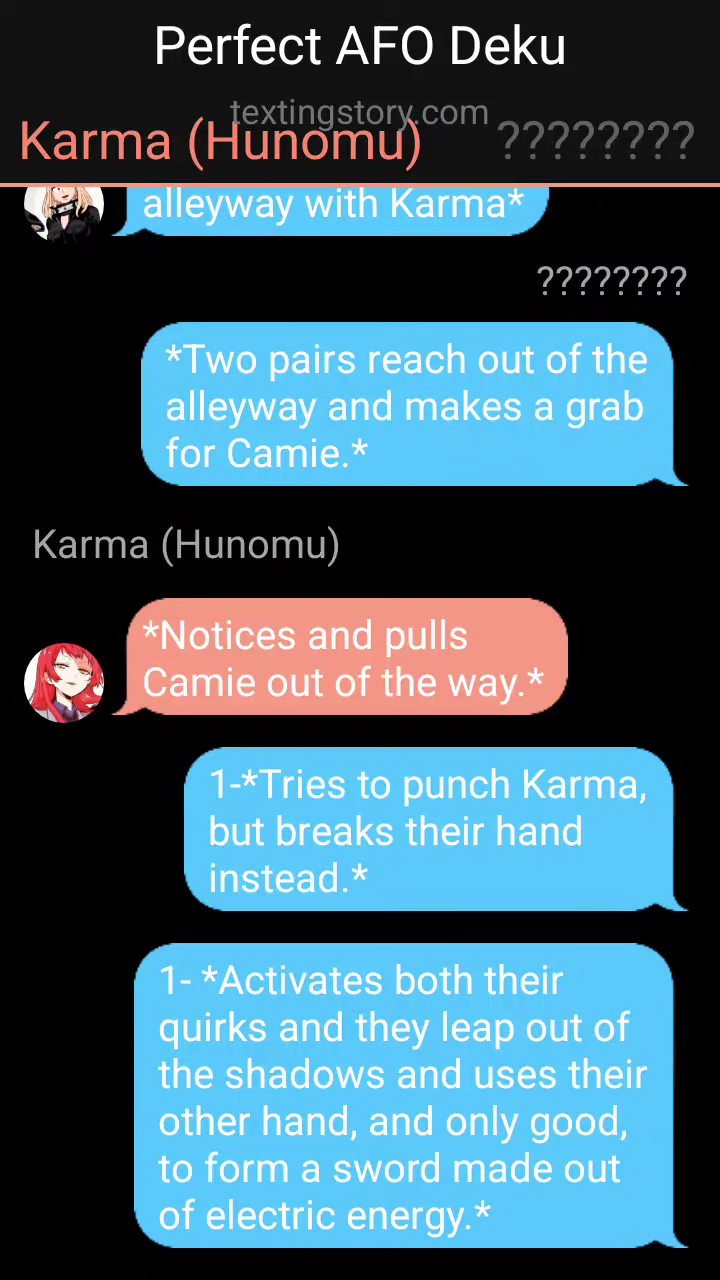 Perfect AFO Deku
textingstory.com
Karma (Hunomu) ????????
alleyway with Karma*
????????
*Two pairs reach out of the
alleyway and makes a grab
for Camie.*
Karma (Hunomu)
*Notices and pulls
Camie out of the way.*
1-*Tries to punch Karma,
but breaks their hand
instead.*
1- *Activates both their
quirks and they leap out of
the shadows and uses their
other hand, and only good,
to form a sword made out
of electric energy.*